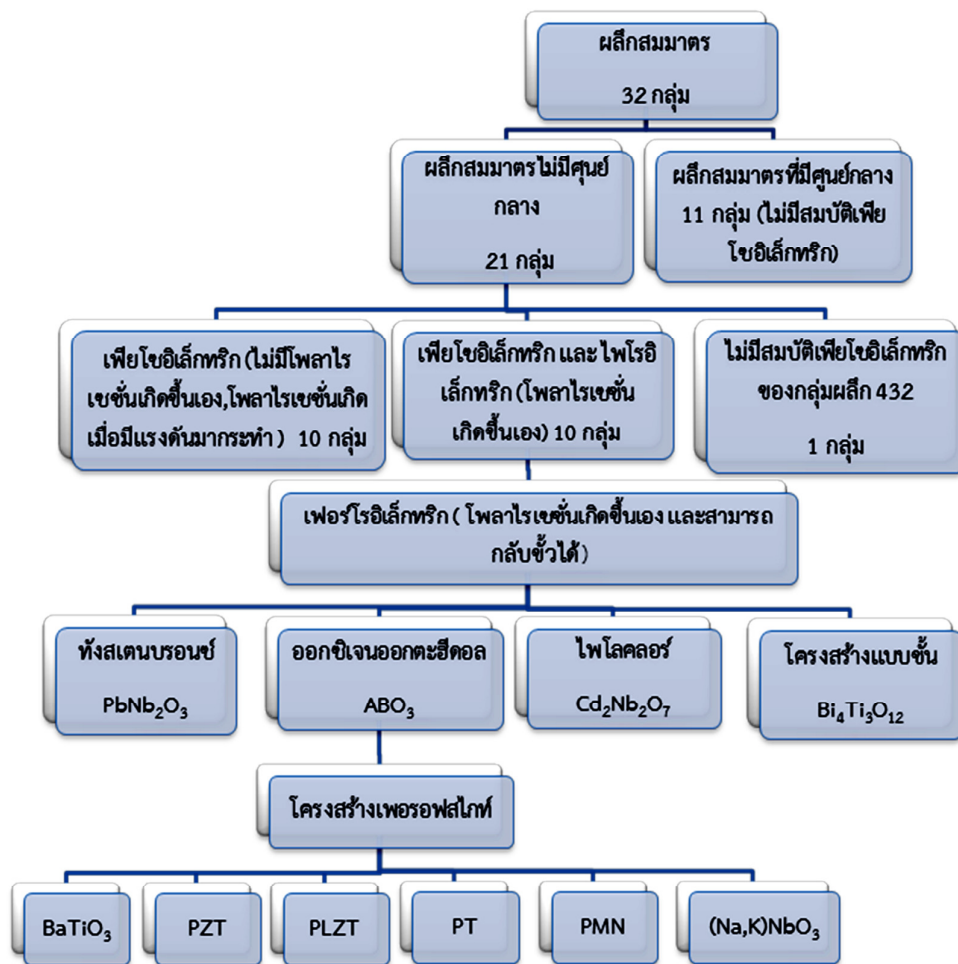 ผลึกสมมาตร
32 กลุ่ม
ผลึกสมมาตรไม่มีศุนย์
กลาง
21 กลุ่ม
ผลึกสมมาตรที่มีศูนย์กลาง
11 กลุ่ม (ไม่มีสมบัติเพีย
โซอิเล็กทริก)
เพียโซอิเล็กทริก (ไม่มีโพลาไร
เซชั่นเกิดขึ้นเอง,โพลาไรเซชั่นเกิด
เมื่อมีแรงดันมากระทำ ) 10 กลุ่ม
เพียโซอิเล็กทริก และ ไพโรอิ
เล็กทริก (โพลาไรเซชั่น
เกิดขึ้นเอง) 10 กลุ่ม
ไม่มีสมบัติเพียโซอิเล็กทริก
ของกลุ่มผลึก 432
1 กลุ่ม
เฟอร์โรอิเล็กทริก ( โพลาไรเซชั่นเกิดขึ้นเอง และสามารถ
กลับขั้วได้ )
ทังสเตนบรอนซ์
PbNb₂O₃
ออกซิเจนออกตะฮีดอล
ABO₃
ไพโลคลอร์
Cd₂Nb₂O₇
โครงสร้างแบบชั้น
Bi₄Ti₃O₁₂
โครงสร้างเพอรอฟสไกท์
BaTiO₃
PZT
PLZT
PT
PMN
(Na,K)NbO₃